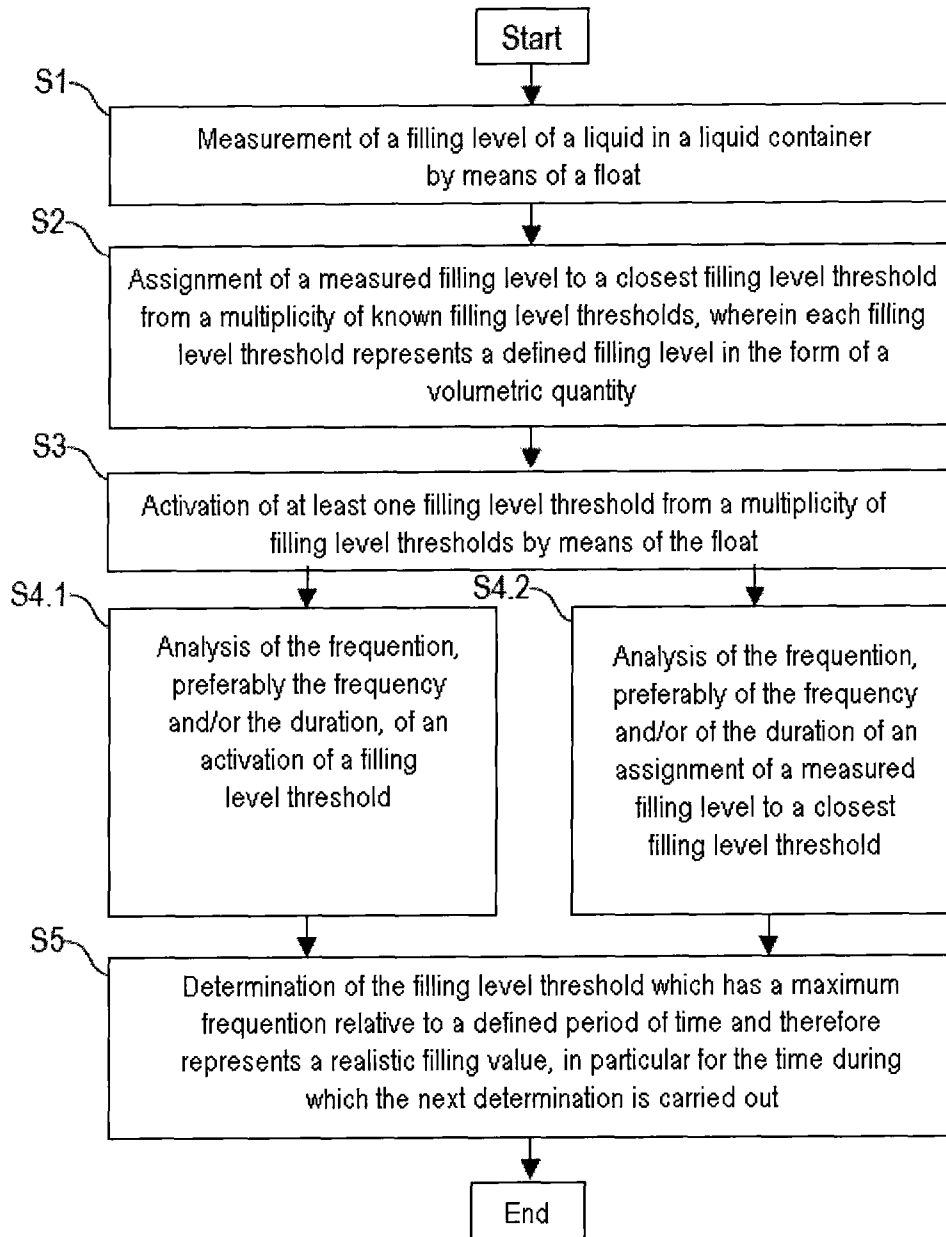 Start
S1
Measurement of a filling level of a liquid in a liquid container
by means of a float
S2
Assignment of a measured filling level to a closest filling level threshold
from a multiplicity of known filling level thresholds, wherein each filling
level threshold represents a defined filling level in the form of a
volumetric quantity
S3
Activation of at least one filling level threshold from a multiplicity of
filling level thresholds by means of the float
S4.1
Analysis of the frequention,
preferably the frequency
and/or the duration, of an
activation of a filling
level threshold
S4.2
Analysis of the frequention,
preferably of the frequency
and/or of the duration of an
assignment of a measured
filling level to a closest
filling level threshold
S5
Determination of the filling level threshold which has a maximum
frequention relative to a defined period of time and therefore
represents a realistic filling value, in particular for the time during
which the next determination is carried out
End